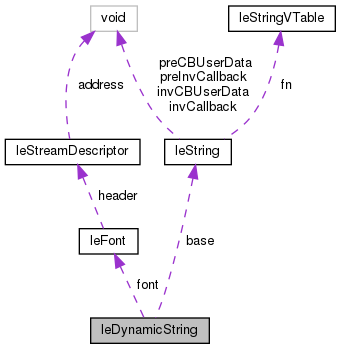 void
leStringVTable
preCBUserData
preInvCallback
invCBUserData
invCallback
address
fn
leStreamDescriptor
leString
header
base
leFont
font
leDynamicString